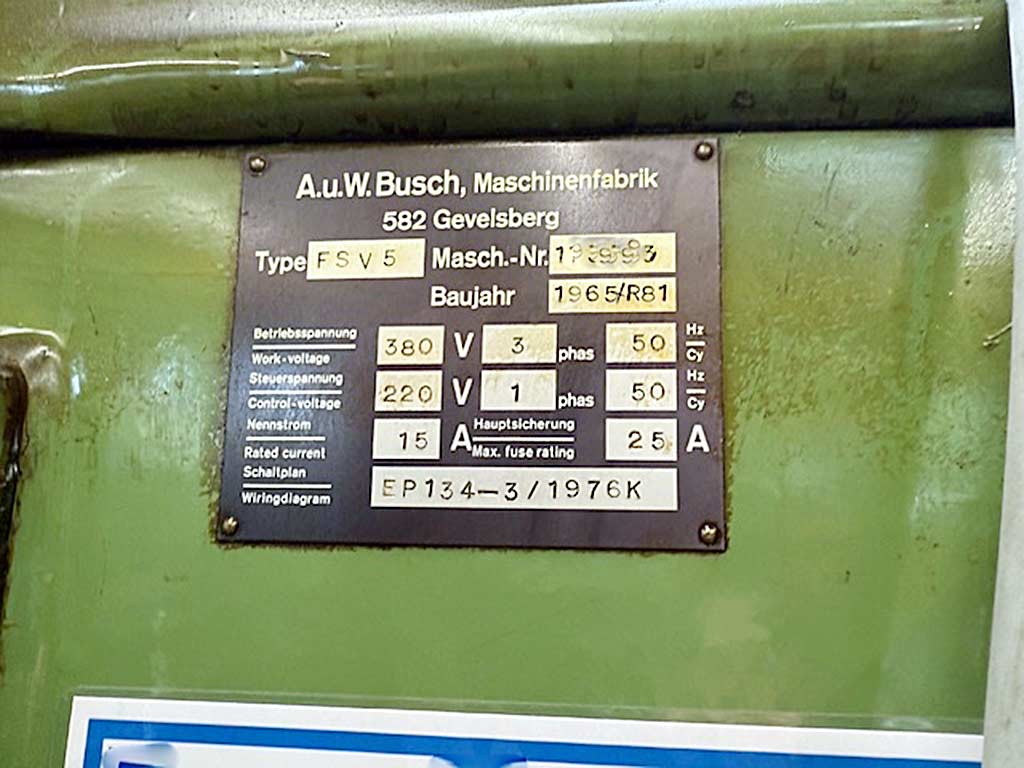 A.u.W. Busch, Maschinenfabrik
582 Gevelsberg
Type FSV5 Masch.-Nr.
Baujahr 1965/R81
Betriebsspannung
Work-voltage 380 V 3 phas 50 Hz Cy
Steuerspannung
Control-voltage 220 V 1 phas 50 Hz Cy
Nennstrom
Rated current 15 A Hauptsicherung
Max. fuse rating 25 A
Schaltplan
Wiringdiagram EP134-3/1976K